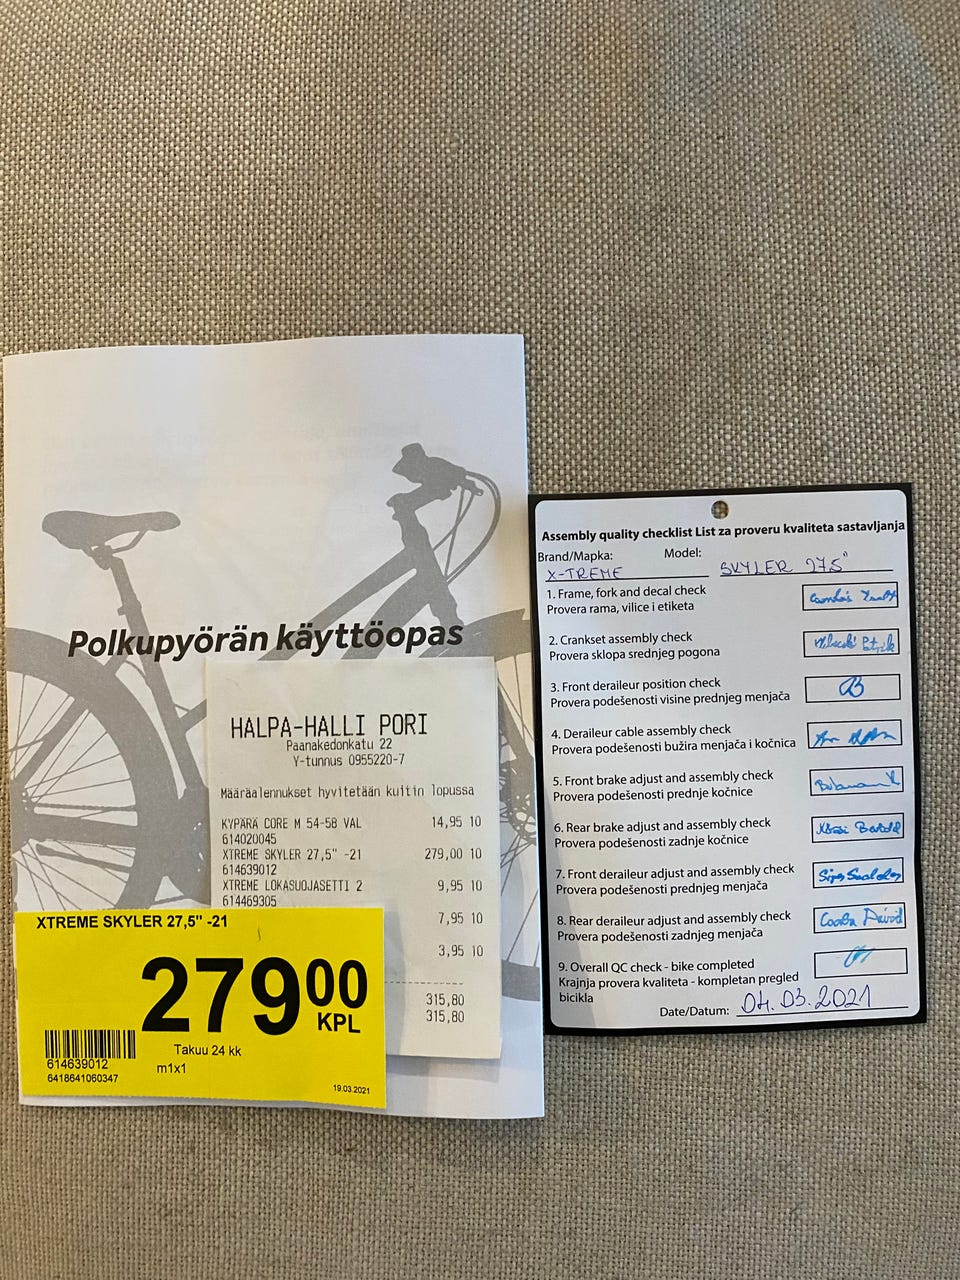 Polkupyörän käyttöopas
HALPA-HALLI PORI
Paanakedonkatu 22
Y-tunnus 0955220-7
Määräalennukset hyvitetään kuitin lopussa
KYPÄRÄ CORE M 54-58 VAL 14,95 10
614020045
XTREME SKYLER 27,5" -21 279,00 10
614639012
XTREME LOKASUOJASETTI 2 9,95 10
614469305
7,95 10
3,95 10
315,80
315,80
XTREME SKYLER 27,5" -21
27900
KPL
Takuu 24 kk
614639012
m1x1
6418641060347
19.03.2021
Assembly quality checklist List za proveru kvaliteta sastavljanja
Brand/Mapka: X-TREME Model: SKYLER 27,5"
1. Frame, fork and decal check
Provera rama, vilice i etiketa
2. Crankset assembly check
Provera sklopa srednjeg pogona
3. Front deraileur position check
Provera podešenosti visine prednjeg menjača
4. Deraileur cable assembly check
Provera podešenosti bužira menjača i kočnica
5. Front brake adjust and assembly check
Provera podešenosti prednje kočnice
6. Rear brake adjust and assembly check
Provera podešenosti zadnje kočnice
7. Front deraileur adjust and assembly check
Provera podešenosti prednjeg menjača
8. Rear deraileur adjust and assembly check
Provera podešenosti zadnjeg menjača
9. Overall QC check - bike completed
Krajnja provera kvaliteta - kompletan pregled
bicikla
Date/Datum: 04.03.2021